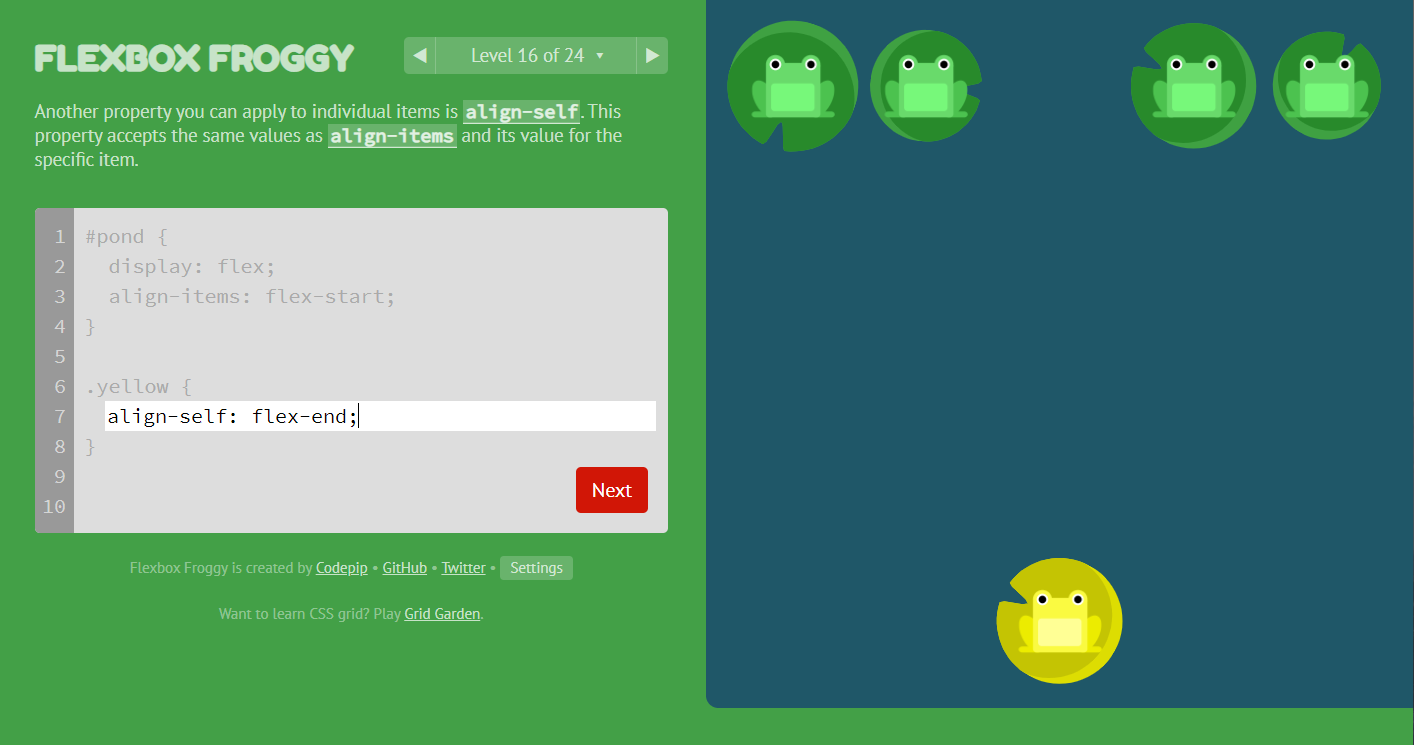 FLEXBOX FROGGY
◀ Level 16 of 24 ▼ ▶
Another property you can apply to individual items is align-self. This
property accepts the same values as align-items and its value for the
specific item.
1 #pond {
2 display: flex;
3 align-items: flex-start;
4 }
5
6 .yellow {
7 align-self: flex-end;
8 }
9
10
Next
Flexbox Froggy is created by Codepip • GitHub • Twitter • Settings
Want to learn CSS grid? Play Grid Garden.